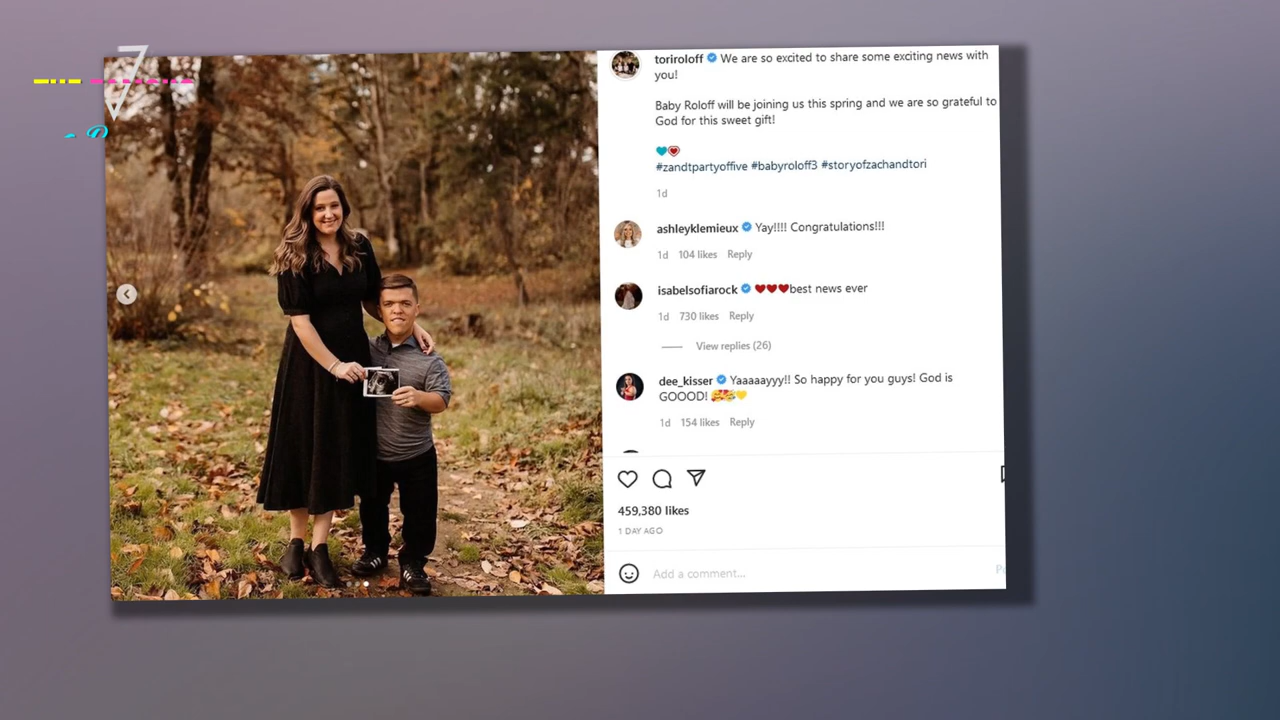 toriroloff We are so excited to share some exciting news with
you!
Baby Roloff will be joining us this spring and we are so grateful to
God for this sweet gift!
#zandtpartyoffive #babyroloff3 #storyofzachandtori
1d
ashleyklemieux Yay!!!! Congratulations!!!
1d 104 likes Reply
isabelsofiarock best news ever
1d 730 likes Reply
View replies (26)
dee_kisser Yaaaaayyy!! So happy for you guys! God is
GOOOD!
1d 154 likes Reply
459,380 likes
1 DAY AGO
Add a comment...